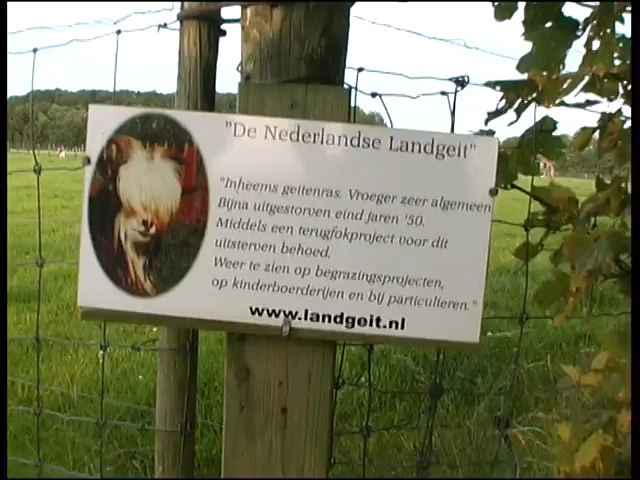 "De Nederlandse Landgeit"
"Inheems geitenras. Vroeger zeer algemeen
Bijna uitgestorven eind jaren '50.
Middels een terugfokproject voor dit
uitsterven behoed.
Weer te zien op begrazingsprojecten,
op kinderboerderijen en bij particulieren."
www.landgeit.nl